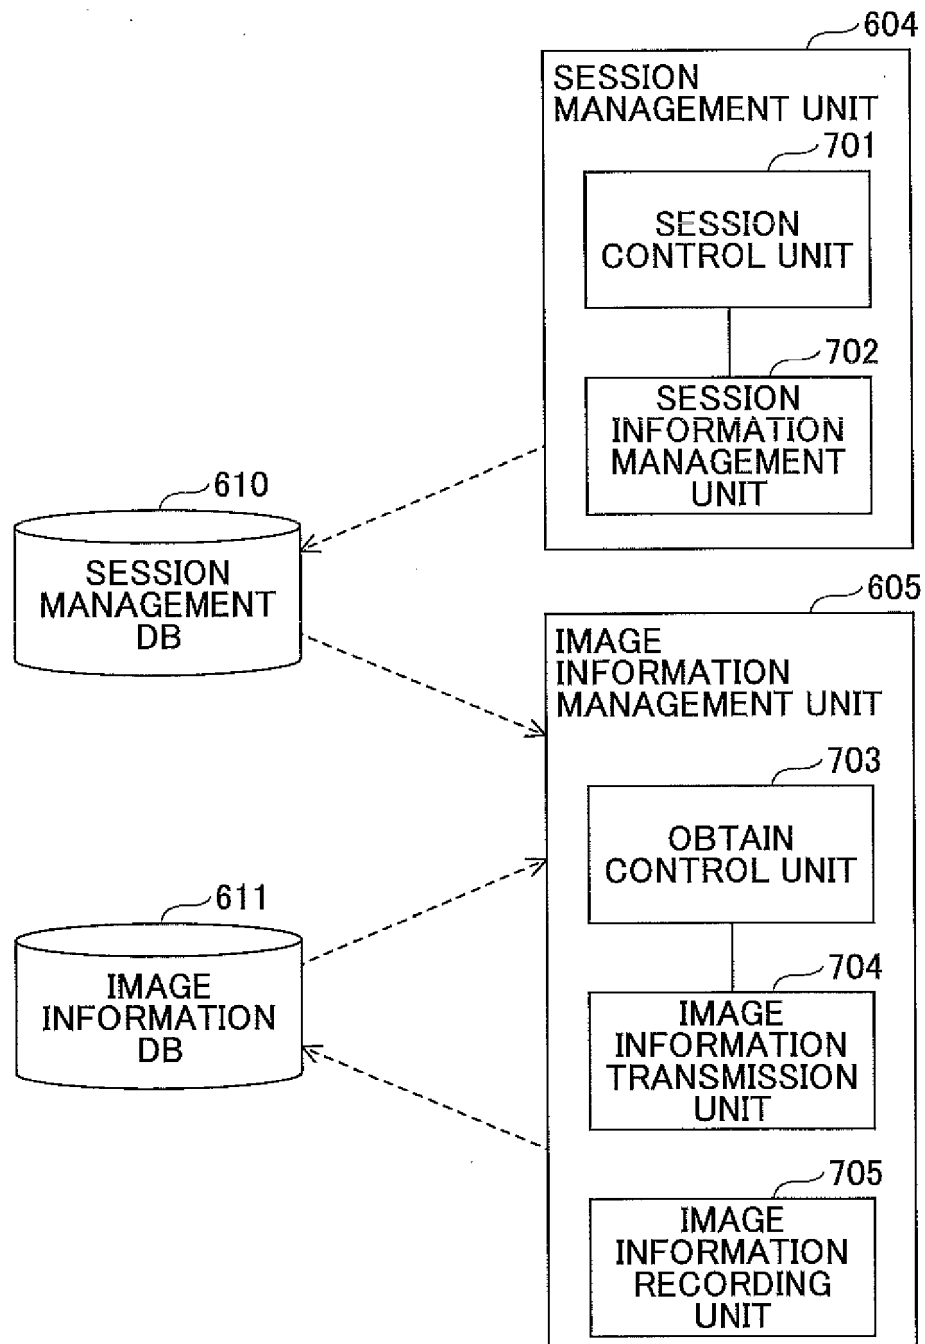 604
SESSION
MANAGEMENT UNIT
701
SESSION
CONTROL UNIT
702
SESSION
INFORMATION
MANAGEMENT
UNIT
610
SESSION
MANAGEMENT
DB
605
IMAGE
INFORMATION
MANAGEMENT UNIT
703
OBTAIN
CONTROL UNIT
611
IMAGE
INFORMATION
DB
704
IMAGE
INFORMATION
TRANSMISSION
UNIT
705
IMAGE
INFORMATION
RECORDING
UNIT